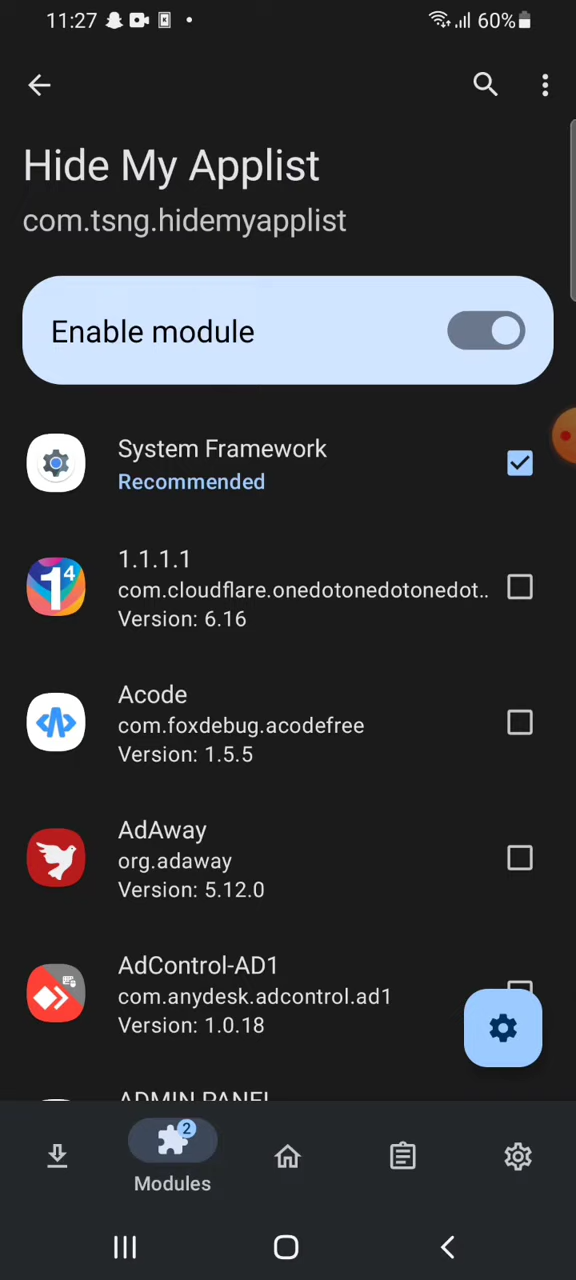 11:27 60%
Hide My Applist
com.tsng.hidemyapplist
Enable module
System Framework
Recommended
1.1.1.1
com.cloudflare.onedotonedotonedot..
Version: 6.16
Acode
com.foxdebug.acodefree
Version: 1.5.5
AdAway
org.adaway
Version: 5.12.0
AdControl-AD1
com.anydesk.adcontrol.ad1
Version: 1.0.18
ADMIN PANEL
2
Modules